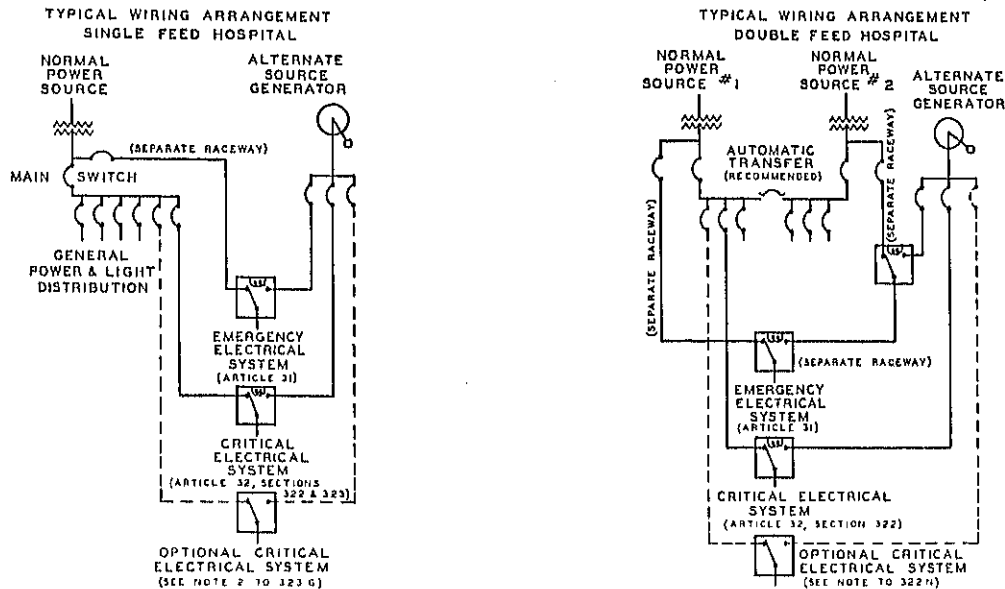 TYPICAL WIRING ARRANGEMENT
SINGLE FEED HOSPITAL
NORMAL
POWER
SOURCE
ALTERNATE
SOURCE
GENERATOR
(SEPARATE RACEWAY)
MAIN SWITCH
GENERAL
POWER & LIGHT
DISTRIBUTION
EMERGENCY
ELECTRICAL
SYSTEM
(ARTICLE 31)
CRITICAL
ELECTRICAL
SYSTEM
(ARTICLE 32, SECTIONS
322 & 323)
OPTIONAL CRITICAL
ELECTRICAL SYSTEM
(SEE NOTE 2 TO 323 G)
TYPICAL WIRING ARRANGEMENT
DOUBLE FEED HOSPITAL
NORMAL
POWER
SOURCE #1
NORMAL
POWER
SOURCE #2
ALTERNATE
SOURCE
GENERATOR
AUTOMATIC
TRANSFER
(RECOMMENDED)
(SEPARATE RACEWAY)
(SEPARATE RACEWAY)
(SEPARATE RACEWAY)
EMERGENCY
ELECTRICAL
SYSTEM
(ARTICLE 31)
CRITICAL ELECTRICAL
SYSTEM
(ARTICLE 32, SECTION 322)
OPTIONAL CRITICAL
ELECTRICAL SYSTEM
(SEE NOTE TO 322 N)